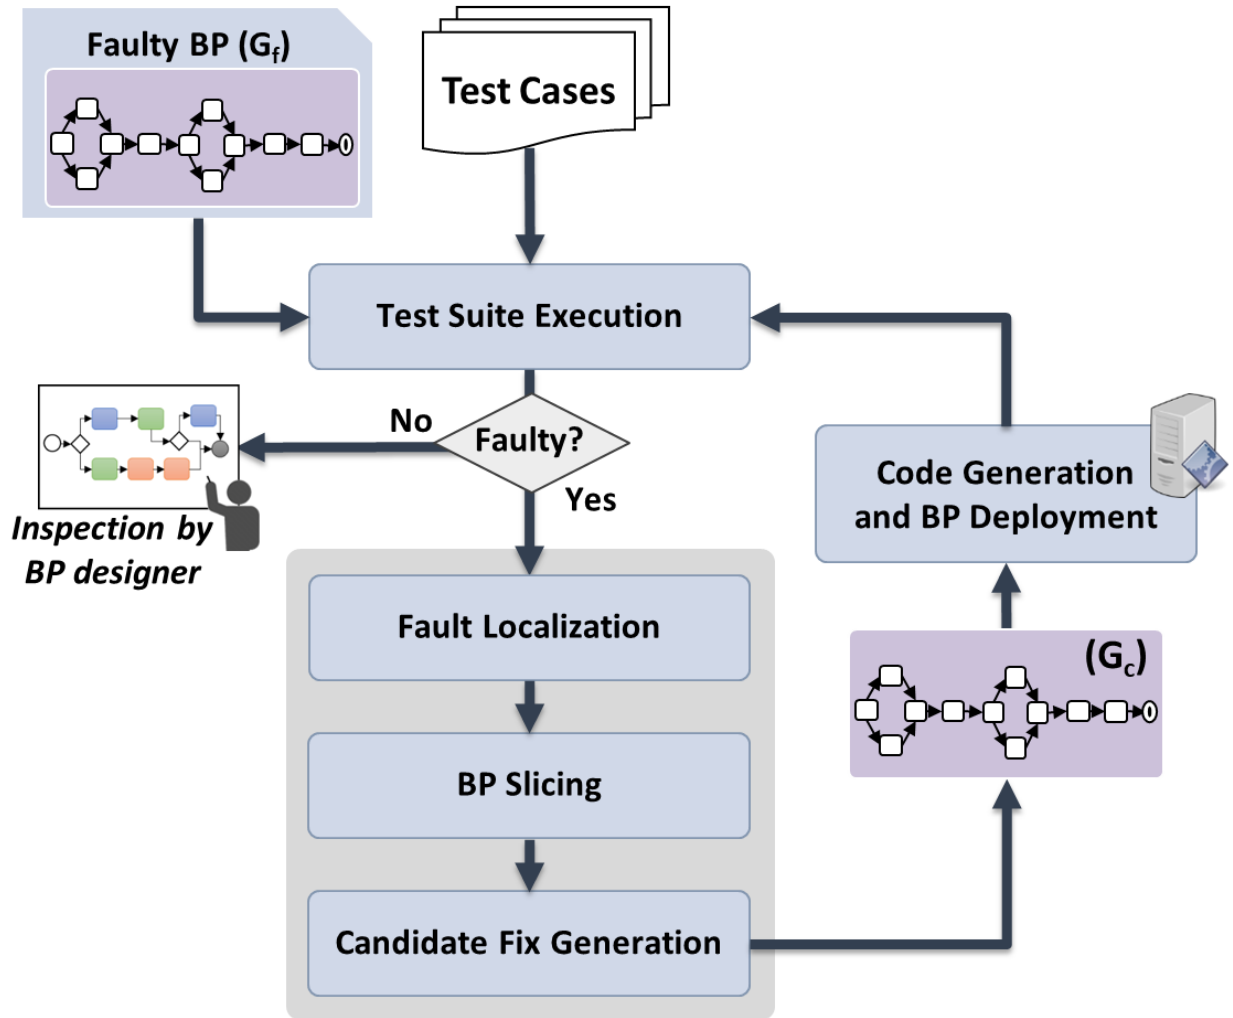 Faulty BP (Gf)
Test Cases
Test Suite Execution
No
Faulty?
Yes
Inspection by
BP designer
Code Generation
and BP Deployment
Fault Localization
(Gc)
BP Slicing
Candidate Fix Generation